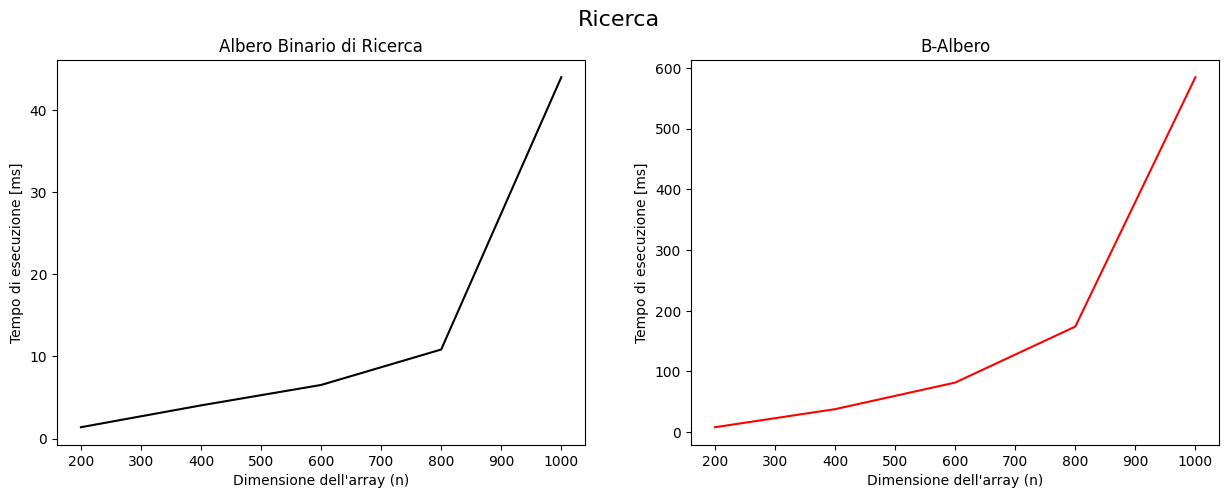 Ricerca
Albero Binario di Ricerca
Tempo di esecuzione [ms]
40
30
20
10
0
200 300 400 500 600 700 800 900 1000
Dimensione dell'array (n)
B-Albero
Tempo di esecuzione [ms]
600
500
400
300
200
100
0
200 300 400 500 600 700 800 900 1000
Dimensione dell'array (n)